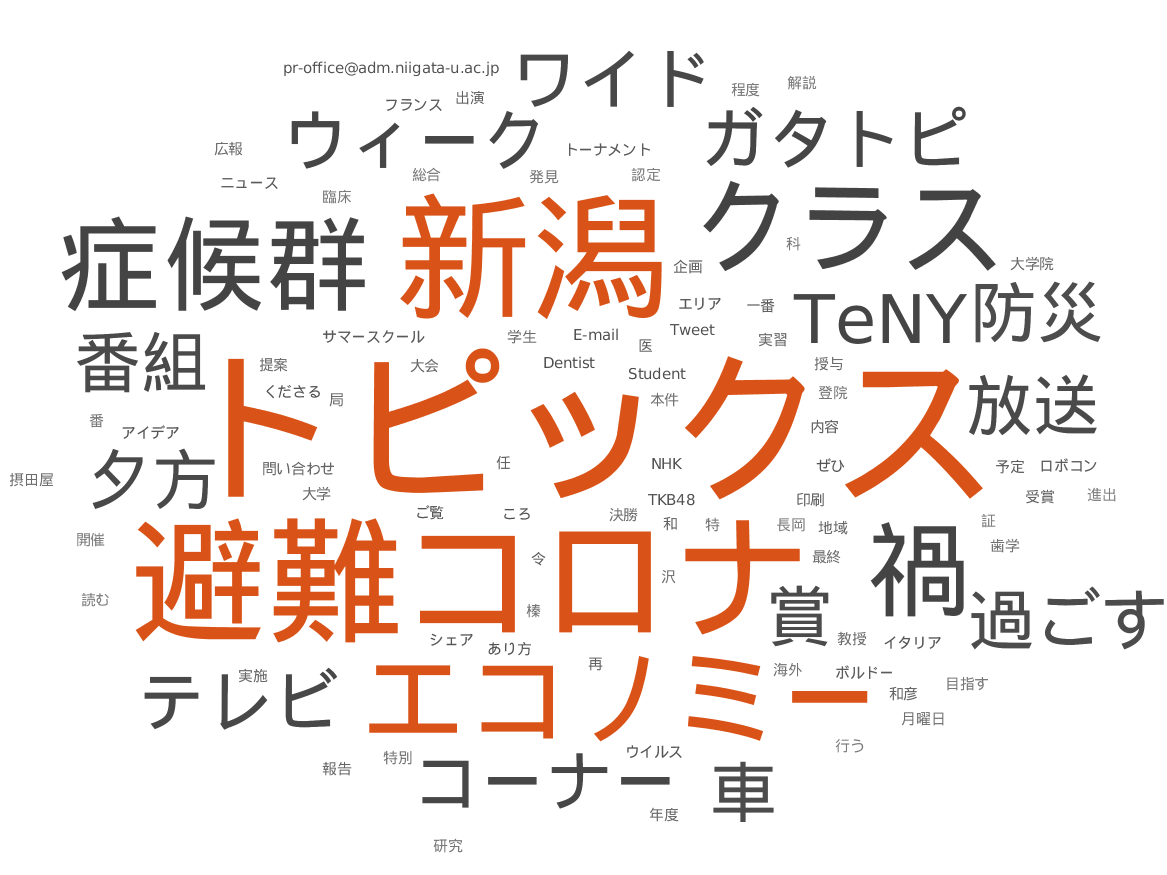 ワイド
pr-office@adm.niigata-u.ac.jp
程度
解説
フランス
出演
ウィーク
ガタトピ
広報
トーナメント
ニュース
総合
発見
認定
臨床
症候群
新潟
クラス
科
企画
大学院
エリア
一番
TeNY
防災
サマースクール
学生
E-mail
Tweet
医
実習
番組
提案
大会
Dentist
Student
授与
くださる
局
トピックス
本件
登院
放送
番
アイデア
内容
夕方
問い合わせ
任
NHK
ぜひ
予定
ロボコン
摂田屋
大学
TKB48
印刷
受賞
進出
ご覧
ころ
決勝
和
特
長岡
地域
証
開催
避難
コロナ
令
最終
禍
歯学
沢
読む
榛
賞
過ごす
シェア
あり方
教授
イタリア
再
海外
ボルドー
テレビ
実施
エコノミー
和彦
目指す
月曜日
行う
報告
特別
ウイルス
コーナー
車
年度
研究